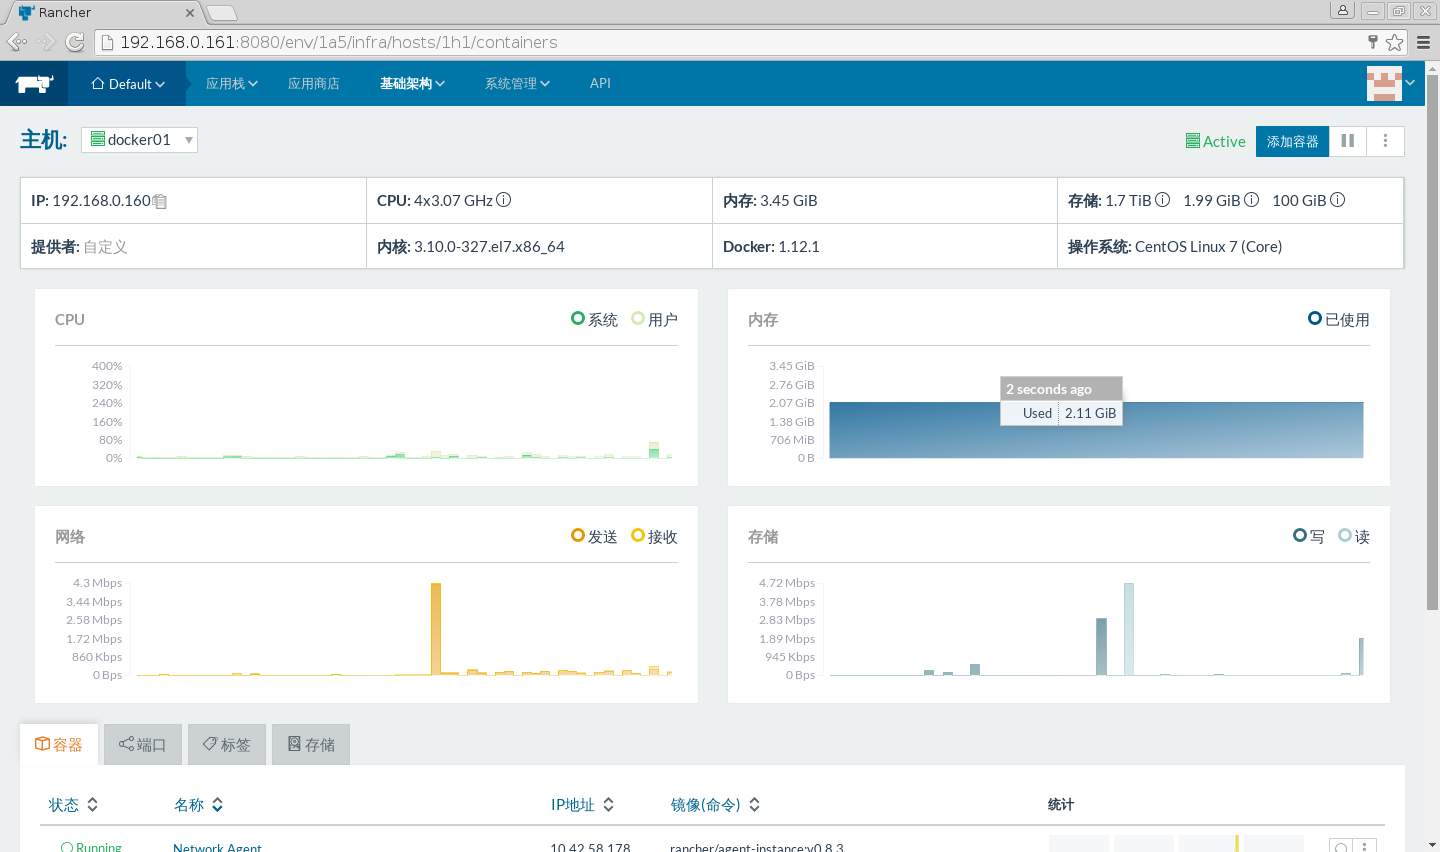 Rancher
192.168.0.161:8080/env/1a5/infra/hosts/1h1/containers
Default 应用栈 应用商店 基础架构 系统管理 API
主机: docker01 Active 添加容器
IP: 192.168.0.160 CPU: 4x3.07 GHz 内存: 3.45 GiB 存储: 1.7 TiB 1.99 GiB 100 GiB
提供者: 自定义 内核: 3.10.0-327.el7.x86_64 Docker: 1.12.1 操作系统: CentOS Linux 7 (Core)
CPU 系统 用户
400%
320%
240%
160%
80%
0%
内存 已使用
3.45 GiB
2.76 GiB
2.07 GiB
1.38 GiB
706 MiB
0 B
2 seconds ago
Used 2.11 GiB
网络 发送 接收
4.3 Mbps
3.44 Mbps
2.58 Mbps
1.72 Mbps
860 Kbps
0 Bps
存储 写 读
4.72 Mbps
3.78 Mbps
2.83 Mbps
1.89 Mbps
945 Kbps
0 Bps
容器 端口 标签 存储
状态 名称 IP地址 镜像(命令) 统计
Running Network Agent 10.42.58.178 rancher/agent-instance:v0.8.3